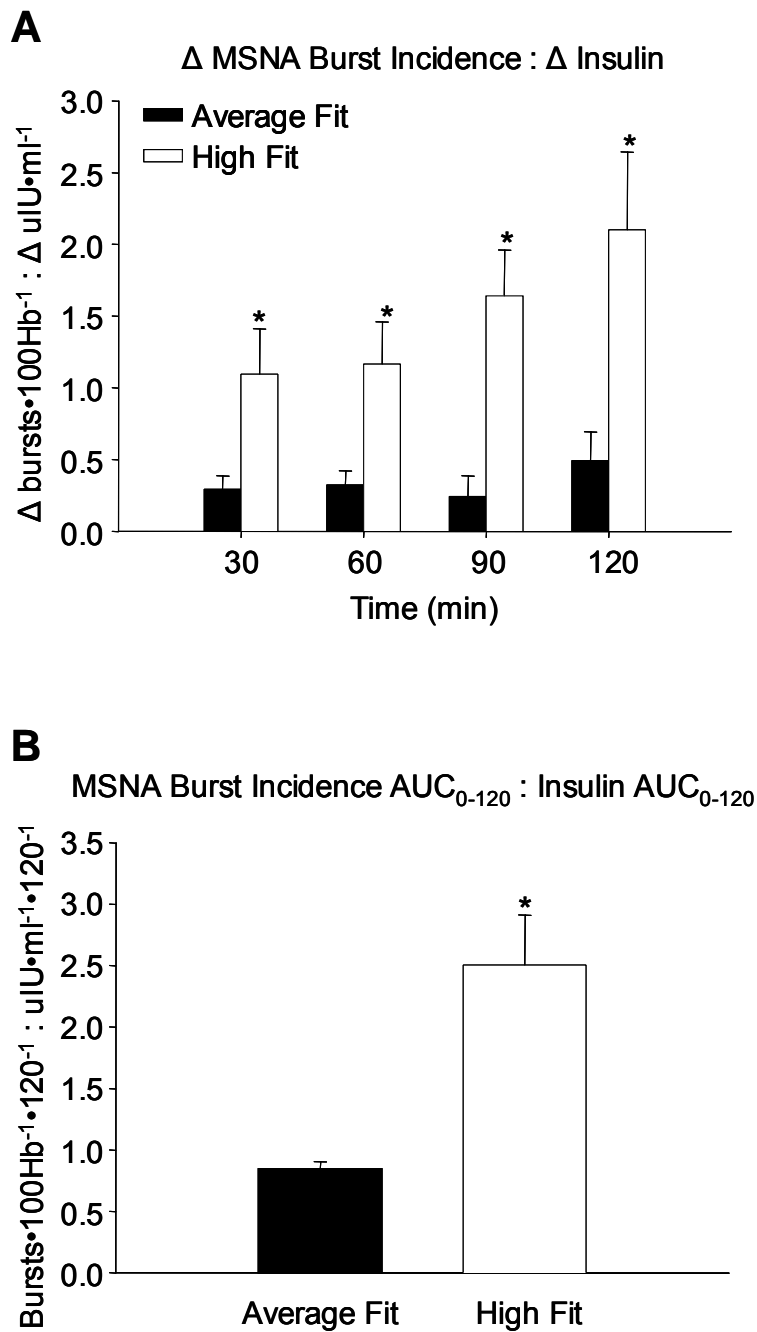 A
Δ MSNA Burst Incidence : Δ Insulin
Δ bursts•100Hb⁻¹ : Δ uIU•ml⁻¹
3.0
2.5
2.0
1.5
1.0
0.5
0.0
Average Fit
High Fit
*
*
*
*
30 60 90 120
Time (min)
B
MSNA Burst Incidence AUC₀₋₁₂₀ : Insulin AUC₀₋₁₂₀
Bursts•100Hb⁻¹•120⁻¹ : uIU•ml⁻¹•120⁻¹
3.5
3.0
2.5
2.0
1.5
1.0
0.5
0.0
*
Average Fit High Fit